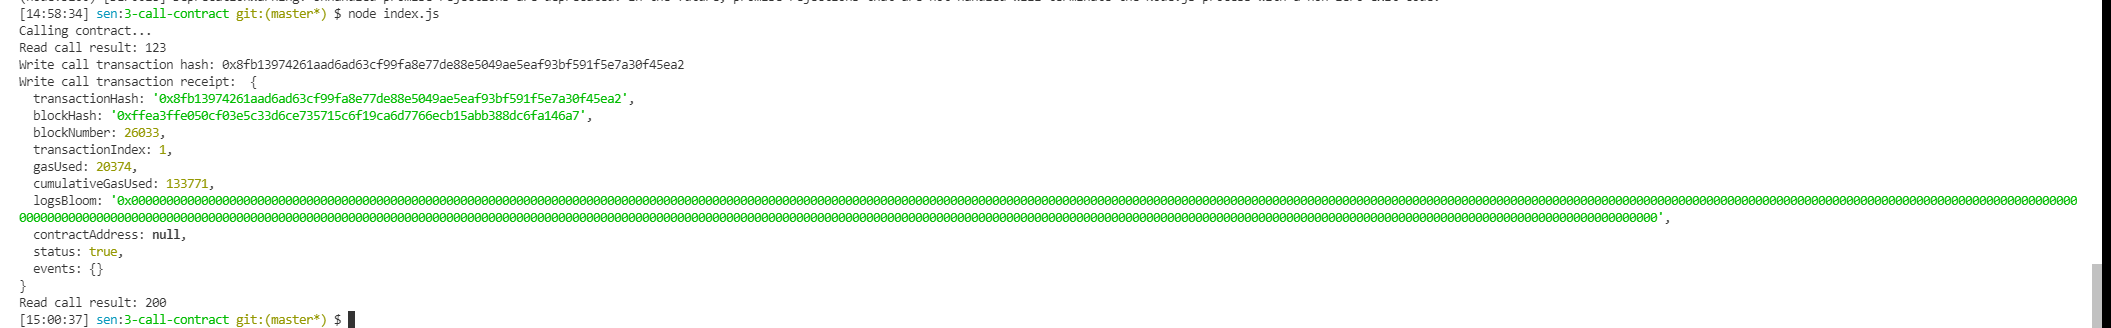 [14:58:34] sen:3-call-contract git:(master*) $ node index.js
Calling contract...
Read call result: 123
Write call transaction hash: 0x8fb13974261aad6ad63cf99fa8e77de88e5049ae5eaf93bf591f5e7a30f45ea2
Write call transaction receipt:  {
  transactionHash: '0x8fb13974261aad6ad63cf99fa8e77de88e5049ae5eaf93bf591f5e7a30f45ea2',
  blockHash: '0xffea3ffe050cf03e5c33d6ce735715c6f19ca6d7766ecb15abb388dc6fa146a7',
  blockNumber: 26033,
  transactionIndex: 1,
  gasUsed: 20374,
  cumulativeGasUsed: 133771,
  logsBloom:
  contractAddress: null,
  status: true,
  events: {}
}
Read call result: 200
[15:00:37] sen:3-call-contract git:(master*) $